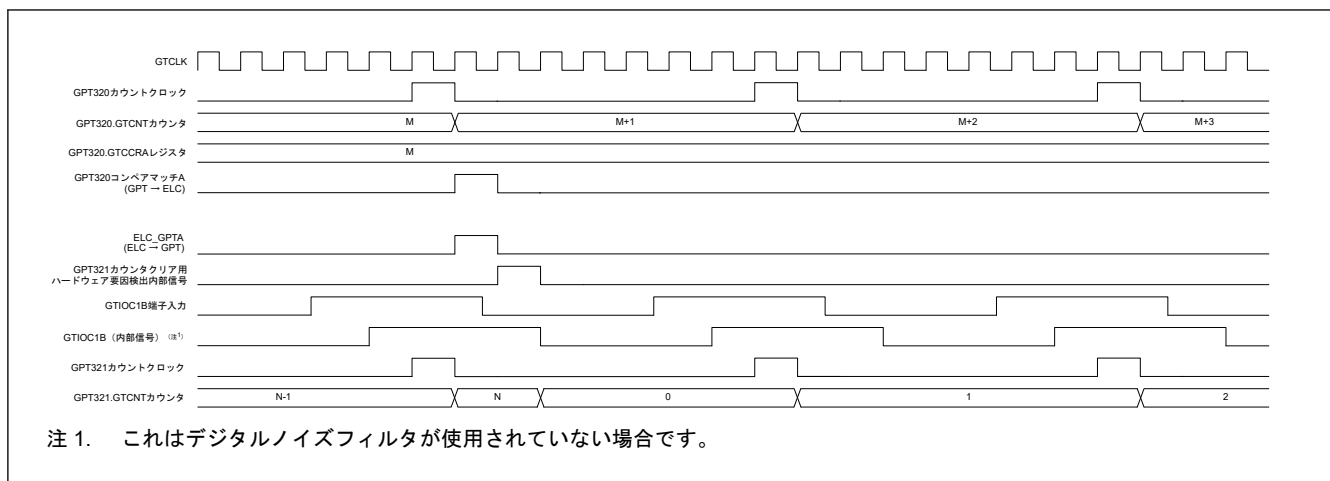 GTCLK
GPT320カウントクロック
GPT320.GTCNTカウンタ
M
M+1
M+2
M+3
GPT320.GTCCRAレジスタ
M
GPT320コンペアマッチA
(GPT → ELC)
ELC_GPTA
(ELC → GPT)
GPT321カウンタクリア用
ハードウェア要因検出内部信号
GTIOC1B端子入力
GTIOC1B（内部信号）（注1）
GPT321カウントクロック
GPT321.GTCNTカウンタ
N-1
N
0
1
2
注 1. これはデジタルノイズフィルタが使用されていない場合です。